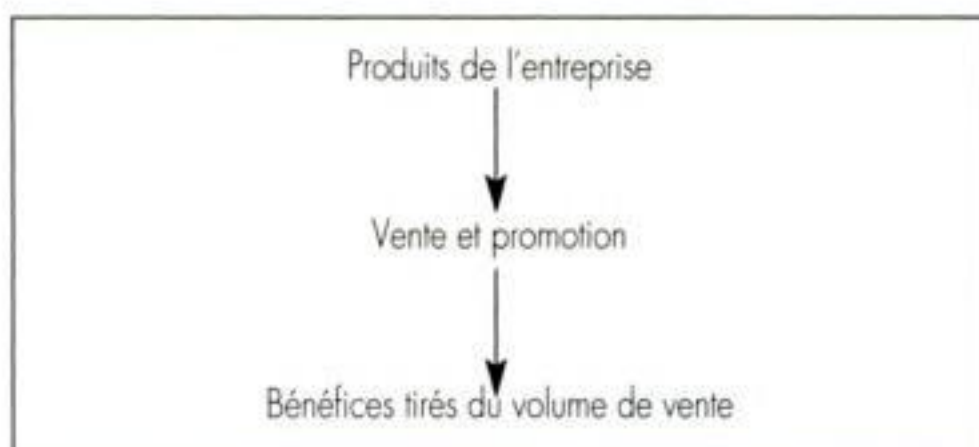 Produits de l'entreprise
Vente et promotion
Bénéfices tirés du volume de vente